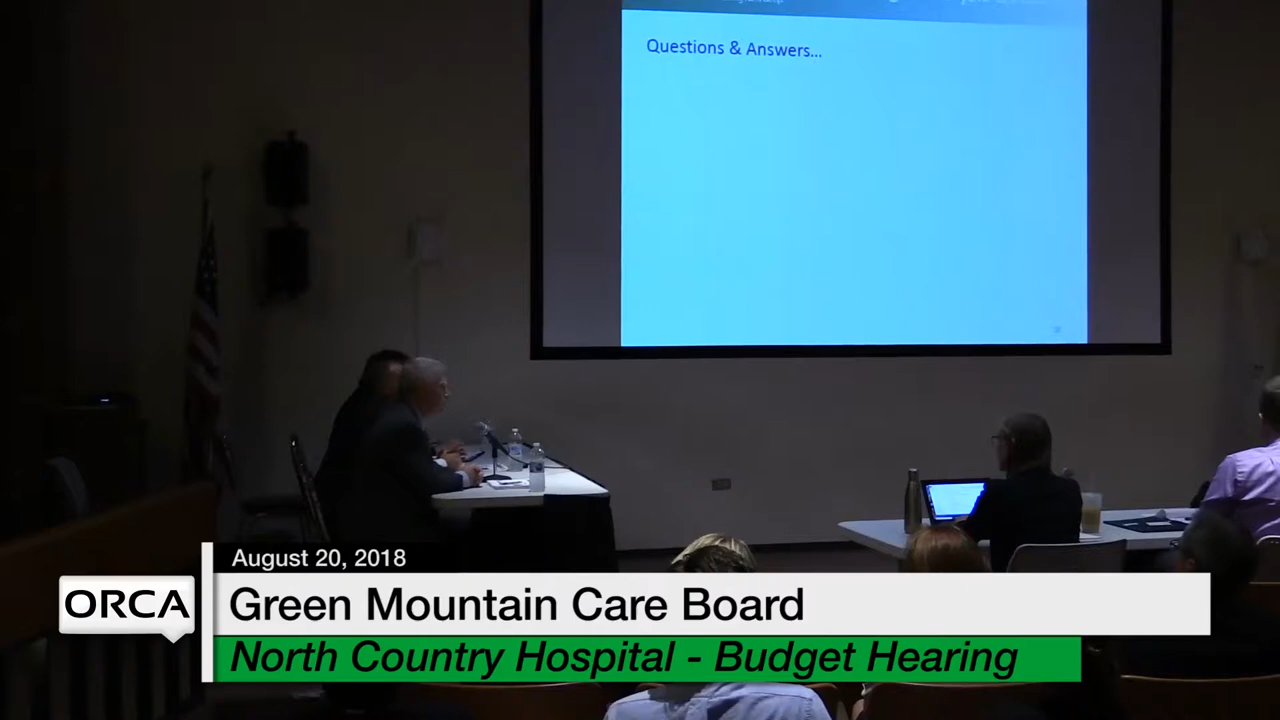 Questions & Answers...
August 20, 2018
ORCA
Green Mountain Care Board
North Country Hospital - Budget Hearing